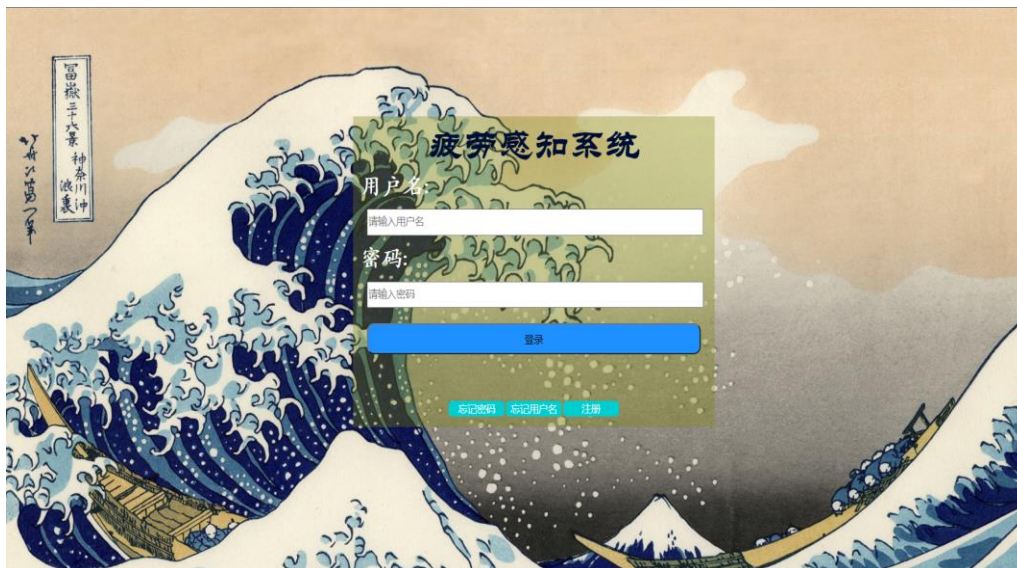 冨嶽三十六景
神奈川沖
浪裏
疲劳感知系统
用户名:
请输入用户名
密码:
请输入密码
登录
忘记密码 忘记用户名 注册